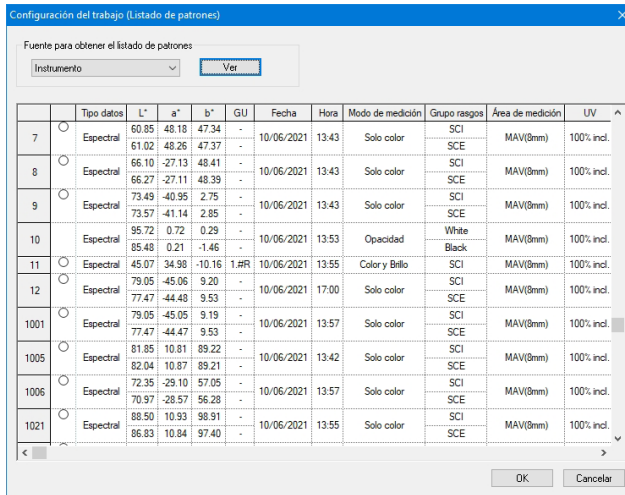 Configuración del trabajo (Listado de patrones)
Fuente para obtener el listado de patrones
Instrumento Ver
Tipo datos L* a* b* GU Fecha Hora Modo de medición Grupo rasgos Área de medición UV
7 Espectral 60.85 48.18 47.34 - 10/06/2021 13:43 Solo color SCI MAV(8mm) 100% incl.
61.02 48.26 47.37 - SCE
8 Espectral 66.10 -27.13 48.41 - 10/06/2021 13:43 Solo color SCI MAV(8mm) 100% incl.
66.27 -27.11 48.39 - SCE
9 Espectral 73.49 -40.95 2.75 - 10/06/2021 13:43 Solo color SCI MAV(8mm) 100% incl.
73.57 -41.14 2.85 - SCE
10 Espectral 95.72 0.72 0.29 - 10/06/2021 13:53 Opacidad White MAV(8mm) 100% incl.
85.48 0.21 -1.46 - Black
11 Espectral 45.07 34.98 -10.16 1.#R 10/06/2021 13:55 Color y Brillo SCI MAV(8mm) 100% incl.
12 Espectral 79.05 -45.06 9.20 - 10/06/2021 17:00 Solo color SCI MAV(8mm) 100% incl.
77.47 -44.48 9.53 - SCE
1001 Espectral 79.05 -45.05 9.19 - 10/06/2021 13:57 Solo color SCI MAV(8mm) 100% incl.
77.47 -44.47 9.53 - SCE
1005 Espectral 81.85 10.81 89.22 - 10/06/2021 13:42 Solo color SCI MAV(8mm) 100% incl.
82.04 10.87 89.21 - SCE
1006 Espectral 72.35 -29.10 57.05 - 10/06/2021 13:57 Solo color SCI MAV(8mm) 100% incl.
70.97 -28.57 56.28 - SCE
1021 Espectral 88.50 10.93 98.91 - 10/06/2021 13:55 Solo color SCI MAV(8mm) 100% incl.
86.83 10.84 97.40 - SCE
OK Cancelar